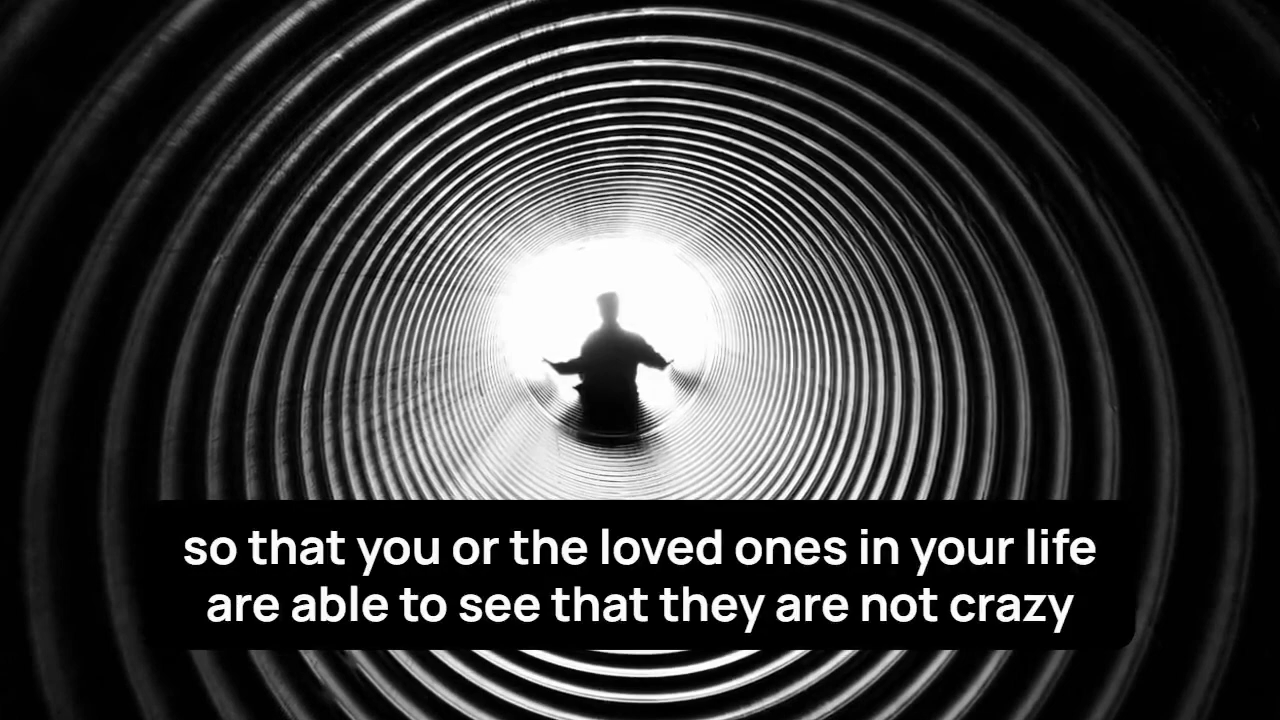 so that you or the loved ones in your life
are able to see that they are not crazy